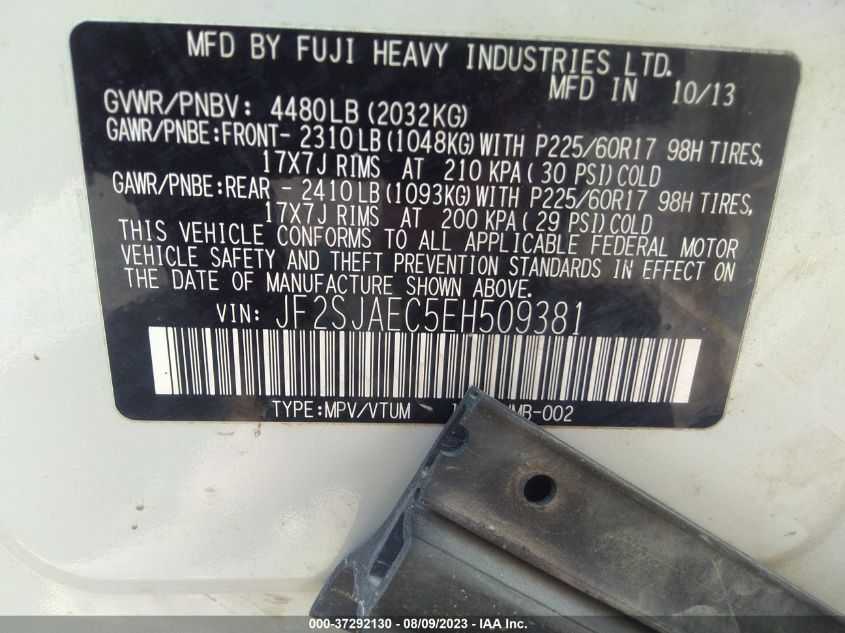 MFD BY FUJI HEAVY INDUSTRIES LTD.
MFD IN 10/13
GVWR/PNBV: 4480LB (2032KG)
GAWR/PNBE:FRONT- 2310LB (1048KG) WITH P225/60R17 98H TIRES,
17X7J RIMS AT 210 KPA (30 PSI) COLD
GAWR/PNBE:REAR - 2410LB (1093KG) WITH P225/60R17 98H TIRES,
17X7J RIMS AT 200 KPA (29 PSI) COLD
THIS VEHICLE CONFORMS TO ALL APPLICABLE FEDERAL MOTOR
VEHICLE SAFETY AND THEFT PREVENTION STANDARDS IN EFFECT ON
THE DATE OF MANUFACTURE SHOWN ABOVE.
VIN: JF2SJAEC5EH509381
TYPE:MPV/VTUM
000-37292130 - 08/09/2023 - IAA Inc.